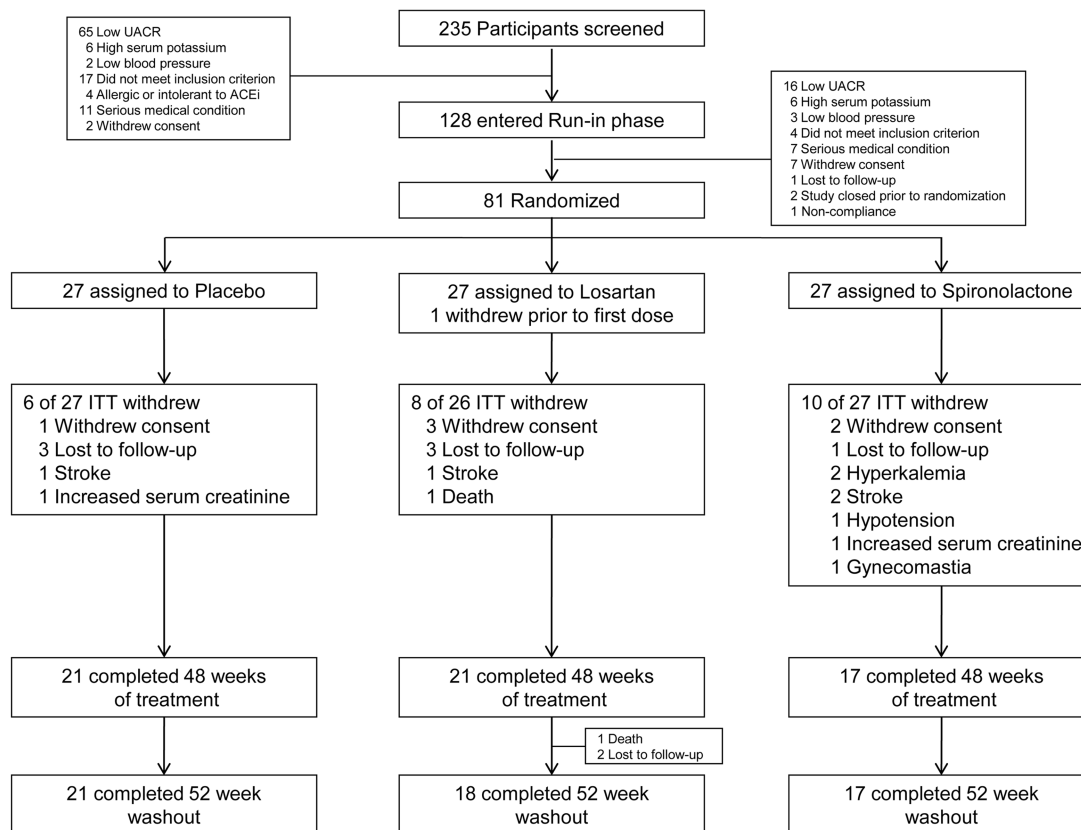 235 Participants screened
65 Low UACR
6 High serum potassium
2 Low blood pressure
17 Did not meet inclusion criterion
4 Allergic or intolerant to ACEi
11 Serious medical condition
2 Withdrew consent
128 entered Run-in phase
16 Low UACR
6 High serum potassium
3 Low blood pressure
4 Did not meet inclusion criterion
7 Serious medical condition
7 Withdrew consent
1 Lost to follow-up
2 Study closed prior to randomization
1 Non-compliance
81 Randomized
27 assigned to Placebo
27 assigned to Losartan
1 withdrew prior to first dose
27 assigned to Spironolactone
6 of 27 ITT withdrew
1 Withdrew consent
3 Lost to follow-up
1 Stroke
1 Increased serum creatinine
8 of 26 ITT withdrew
3 Withdrew consent
3 Lost to follow-up
1 Stroke
1 Death
10 of 27 ITT withdrew
2 Withdrew consent
1 Lost to follow-up
2 Hyperkalemia
2 Stroke
1 Hypotension
1 Increased serum creatinine
1 Gynecomastia
21 completed 48 weeks
of treatment
21 completed 48 weeks
of treatment
17 completed 48 weeks
of treatment
1 Death
2 Lost to follow-up
21 completed 52 week
washout
18 completed 52 week
washout
17 completed 52 week
washout